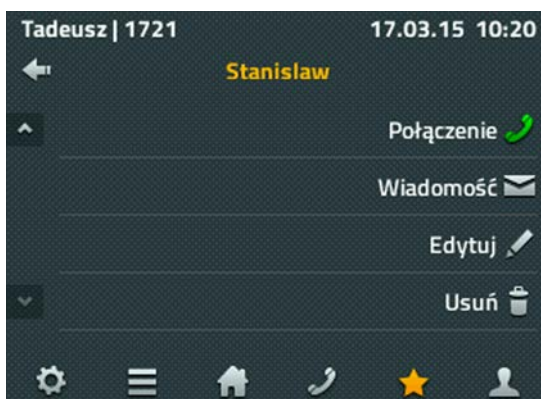 Tadeusz | 1721 17.03.15 10:20
Stanislaw
Połączenie
Wiadomość
Edytuj
Usuń